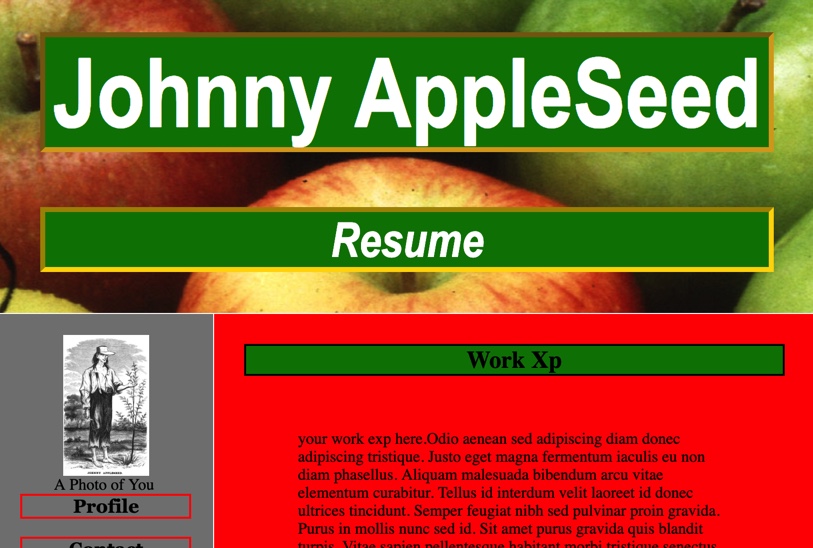 Johnny AppleSeed
Resume
A Photo of You
Profile
Contact
Work Xp
your work exp here.Odio aenean sed adipiscing diam donec
adipiscing tristique. Justo eget magna fermentum iaculis eu non
diam phasellus. Aliquam malesuada bibendum arcu vitae
elementum curabitur. Tellus id interdum velit laoreet id donec
ultrices tincidunt. Semper feugiat nibh sed pulvinar proin gravida.
Purus in mollis nunc sed id. Sit amet purus gravida quis blandit
turpis. Vitae sapien pellentesque habitant morbi tristique senectus